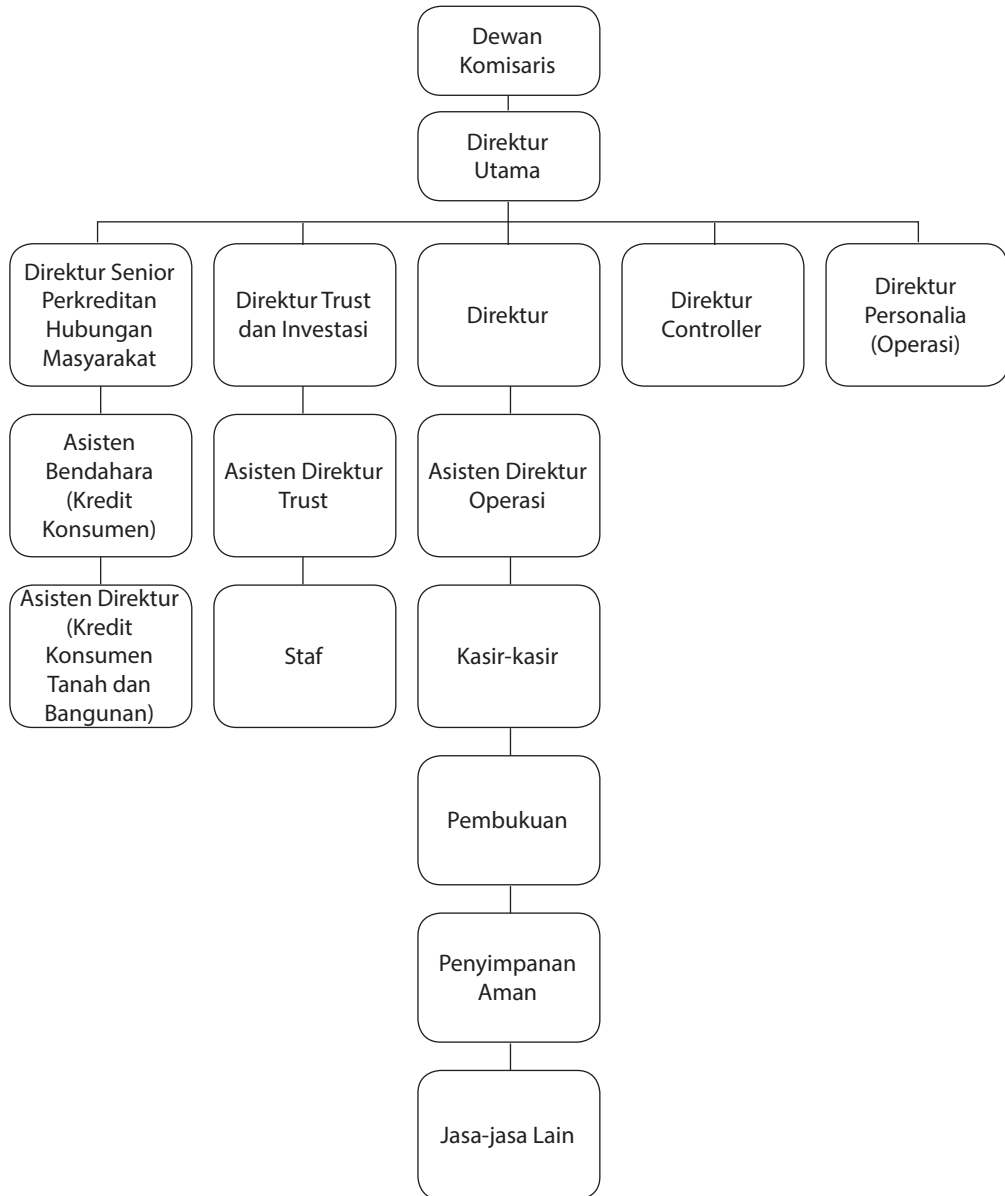 Dewan
Komisaris
Direktur
Utama
Direktur Senior
Perkreditan
Hubungan
Masyarakat
Direktur Trust
dan Investasi
Direktur
Direktur
Controller
Direktur
Personalia
(Operasi)
Asisten
Bendahara
(Kredit
Konsumen)
Asisten Direktur
Trust
Asisten Direktur
Operasi
Asisten Direktur
(Kredit
Konsumen
Tanah dan
Bangunan)
Staf
Kasir-kasir
Pembukuan
Penyimpanan
Aman
Jasa-jasa Lain